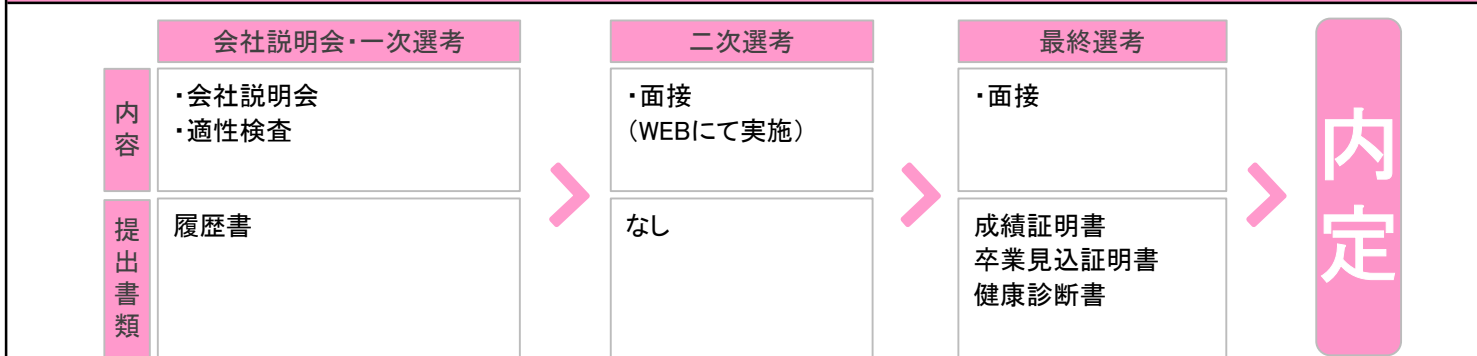 会社説明会・一次選考
二次選考
最終選考
内容
・会社説明会
・適性検査
・面接
（WEBにて実施）
・面接
提出書類
履歴書
なし
成績証明書
卒業見込証明書
健康診断書
内定